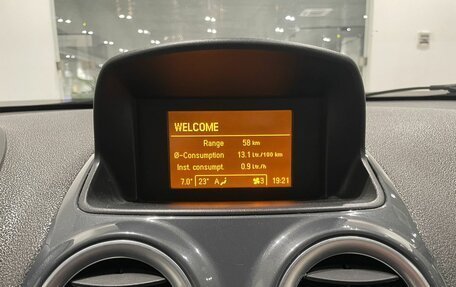 WELCOME
Range 58 km
Ø-Consumption 13.1 Ltr./100 km
Inst. consumpt. 0.9 Ltr./h
7.0° 23° A 3 19:21